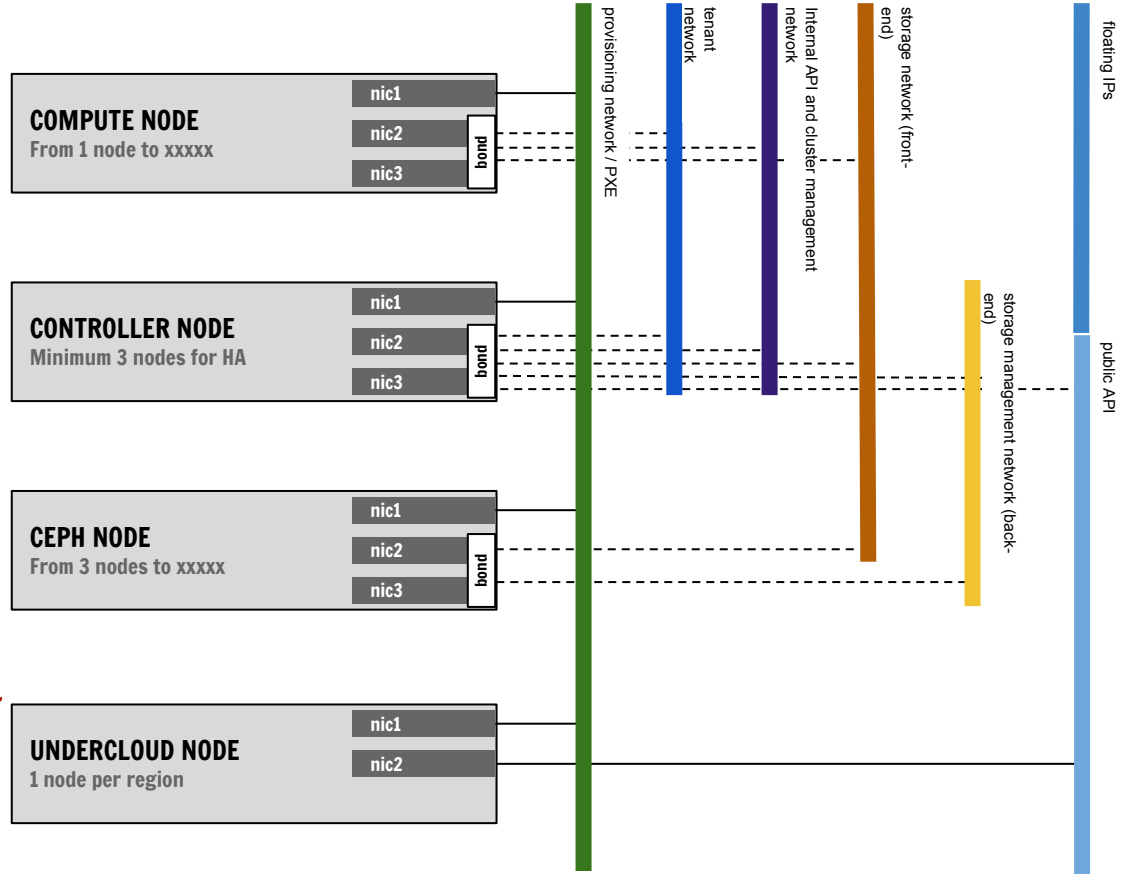 provisioning network / PXE
tenant
network
Internal API and cluster management
network
storage network (front-
end)
storage management network (back-
end)
floating IPs
public API
COMPUTE NODE
From 1 node to xxxxx
nic1
nic2
nic3
bond
CONTROLLER NODE
Minimum 3 nodes for HA
nic1
nic2
nic3
bond
CEPH NODE
From 3 nodes to xxxxx
nic1
nic2
nic3
bond
UNDERCLOUD NODE
1 node per region
nic1
nic2